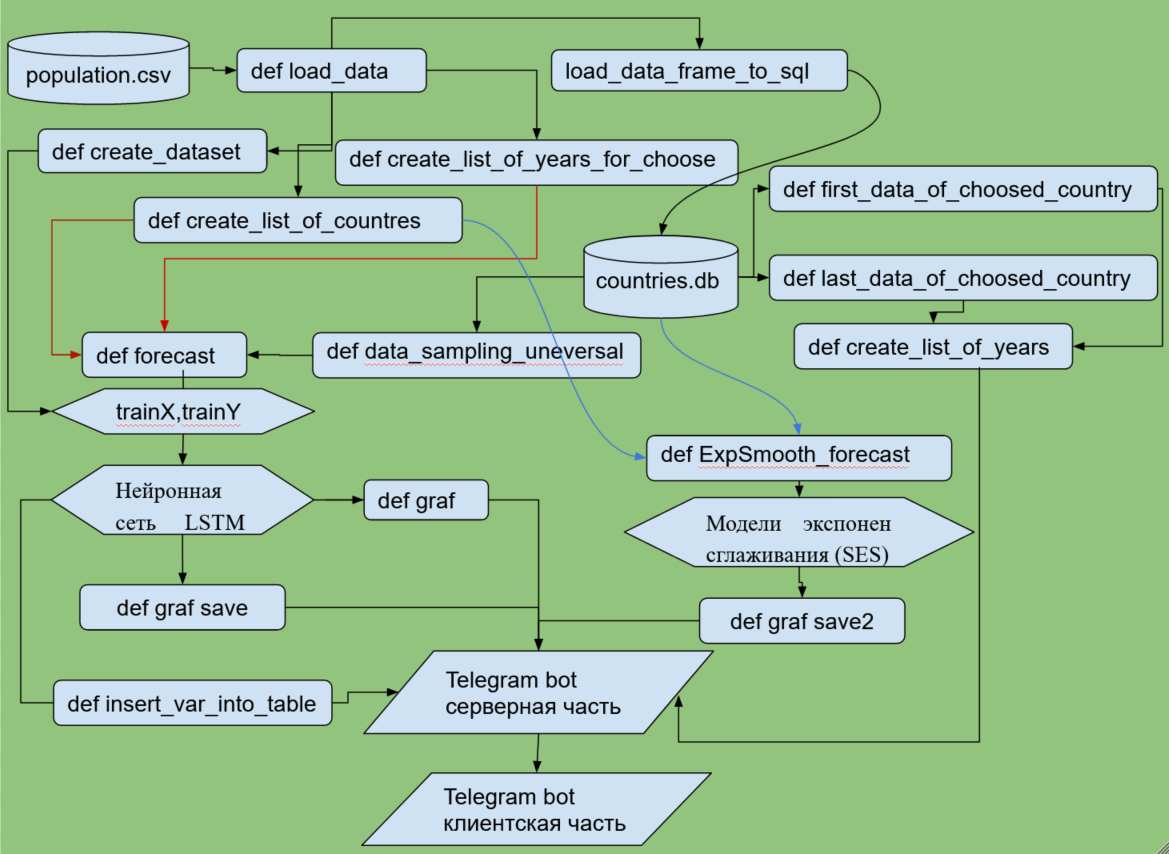 population.csv
def load_data
load_data_frame_to_sql
def create_dataset
def create_list_of_years_for_choose
def first_data_of_choosed_country
def create_list_of_countres
countries.db
def last_data_of_choosed_country
def forecast
def data_sampling_uneversal
def create_list_of_years
trainX,trainY
def ExpSmooth_forecast
Нейронная
сеть LSTM
def graf
Модели экспонен
сглаживания (SES)
def graf save
def graf save2
def insert_var_into_table
Telegram bot
серверная часть
Telegram bot
клиентская часть